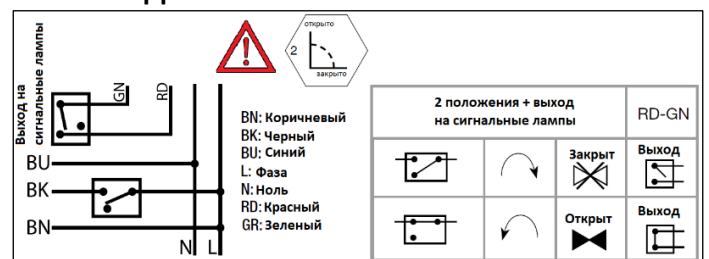 открыто
2
закрыто
Выход на
сигнальные лампы
GN
RD
BU
BK
BN
N L
BN: Коричневый
BK: Черный
BU: Синий
L: Фаза
N: Ноль
RD: Красный
GR: Зеленый
2 положения + выход
на сигнальные лампы
RD-GN
Закрыт
Выход
Открыт
Выход